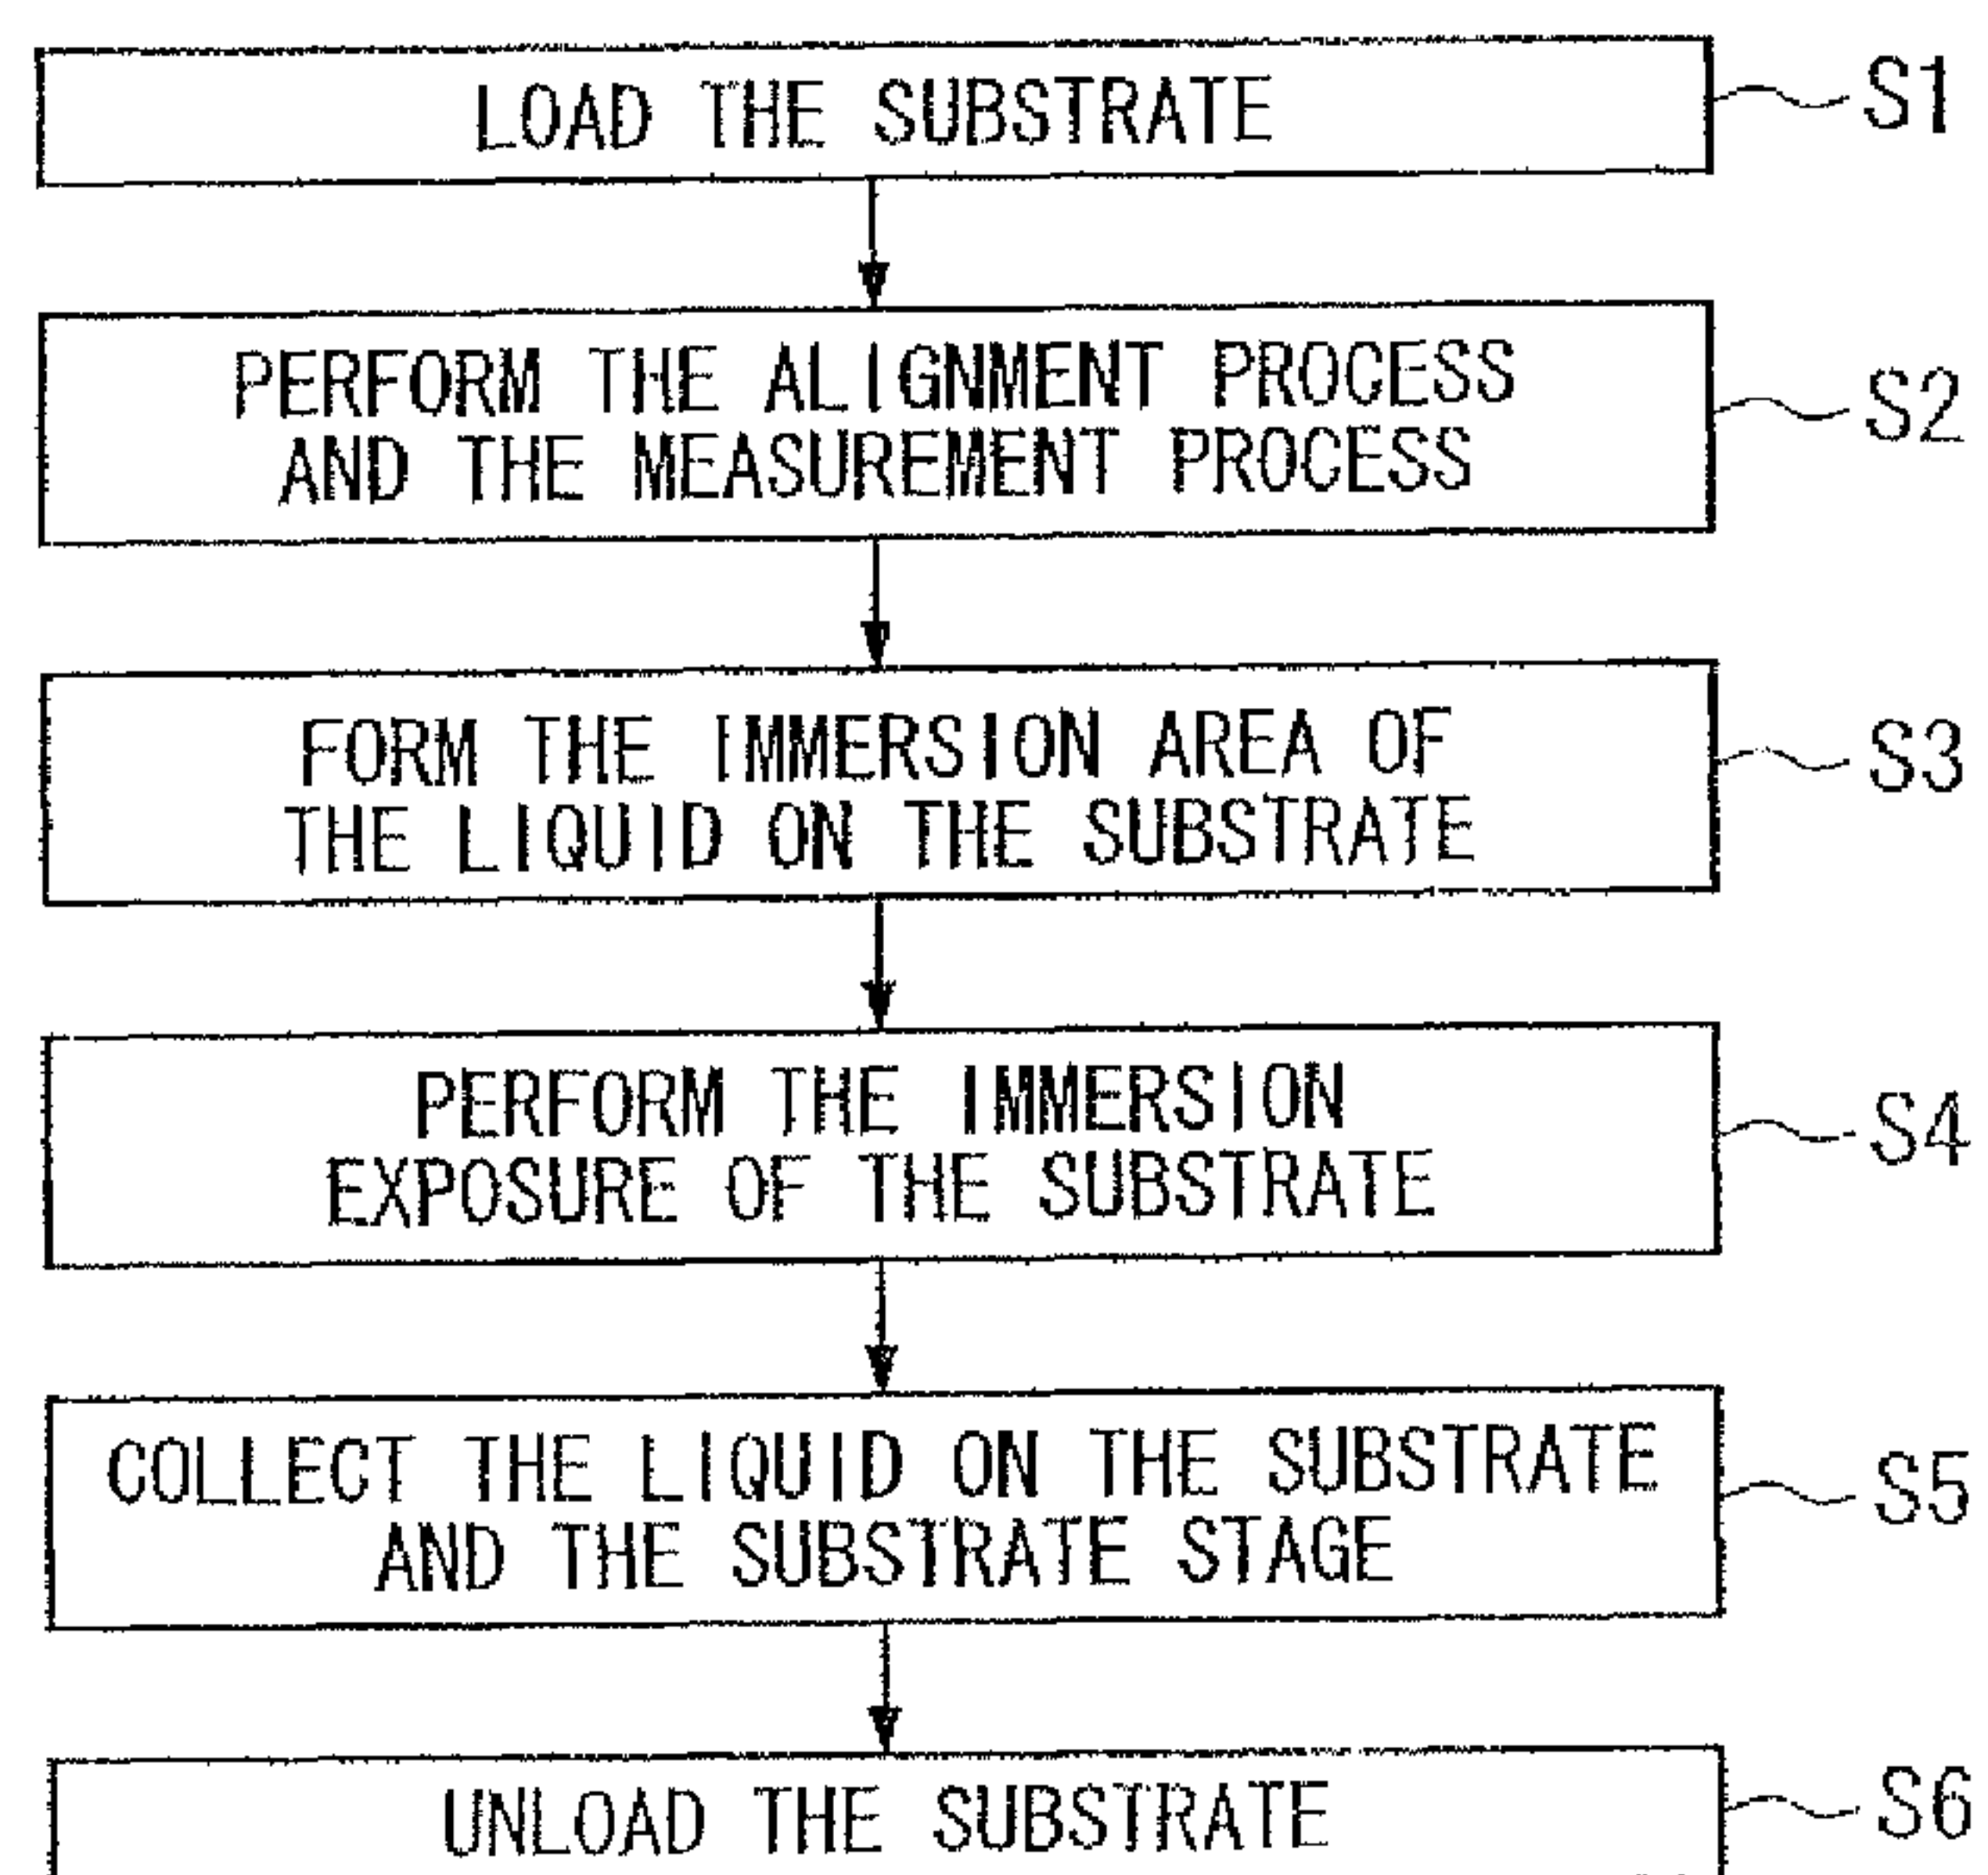 LOAD THE SUBSTRATE
S1
PERFORM THE ALIGNMENT PROCESS
AND THE MEASUREMENT PROCESS
S2
FORM THE IMMERSION AREA OF
THE LIQUID ON THE SUBSTRATE
S3
PERFORM THE IMMERSION
EXPOSURE OF THE SUBSTRATE
S4
COLLECT THE LIQUID ON THE SUBSTRATE
AND THE SUBSTRATE STAGE
S5
UNLOAD THE SUBSTRATE
S6